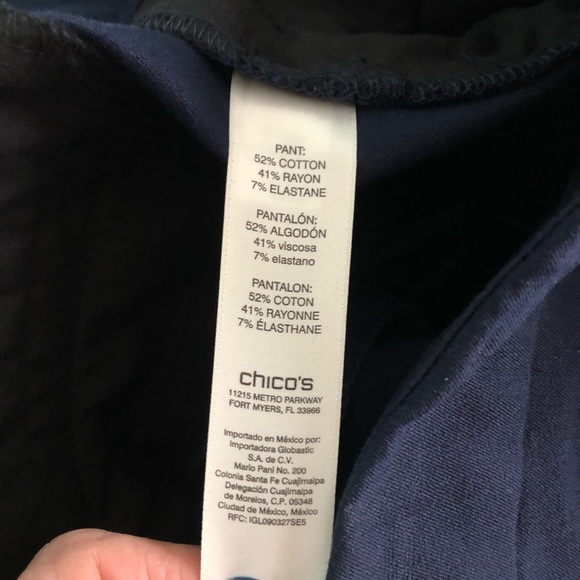 PANT:
52% COTTON
41% RAYON
7% ELASTANE
PANTALÓN:
52% ALGODÓN
41% viscosa
7% elastano
PANTALON:
52% COTON
41% RAYONNE
7% ÉLASTHANE
chico's
11215 METRO PARKWAY
FORT MYERS, FL 33966
Importado en México por:
Importadora Globastic
S.A. de C.V.
Mario Pani No. 200
Colonia Santa Fe Cuajimalpa
Delegación Cuajimalpa
de Morelos, C.P. 05348
Ciudad de México, México
RFC: IGL090327SE5